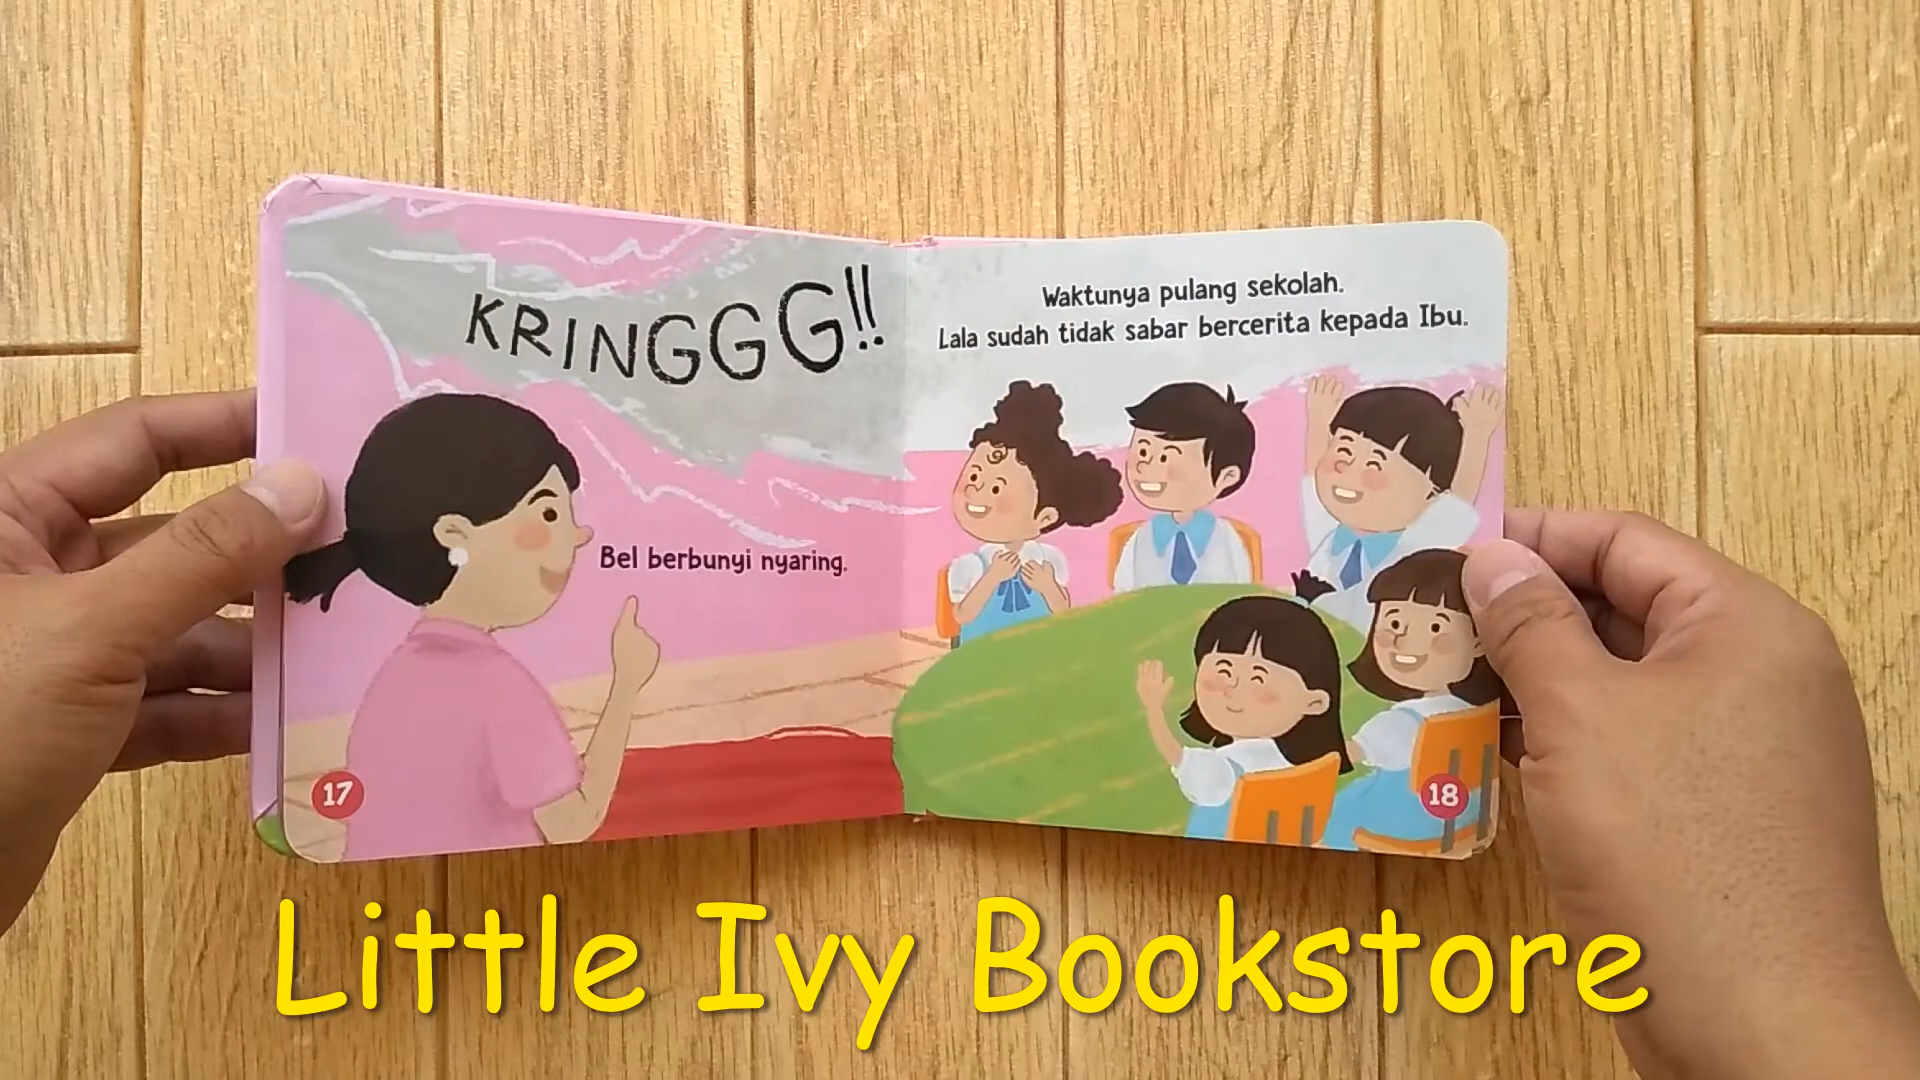 KRINGGG!!
Bel berbunyi nyaring.
17
Waktunya pulang sekolah.
Lala sudah tidak sabar bercerita kepada Ibu.
18
Little Ivy Bookstore